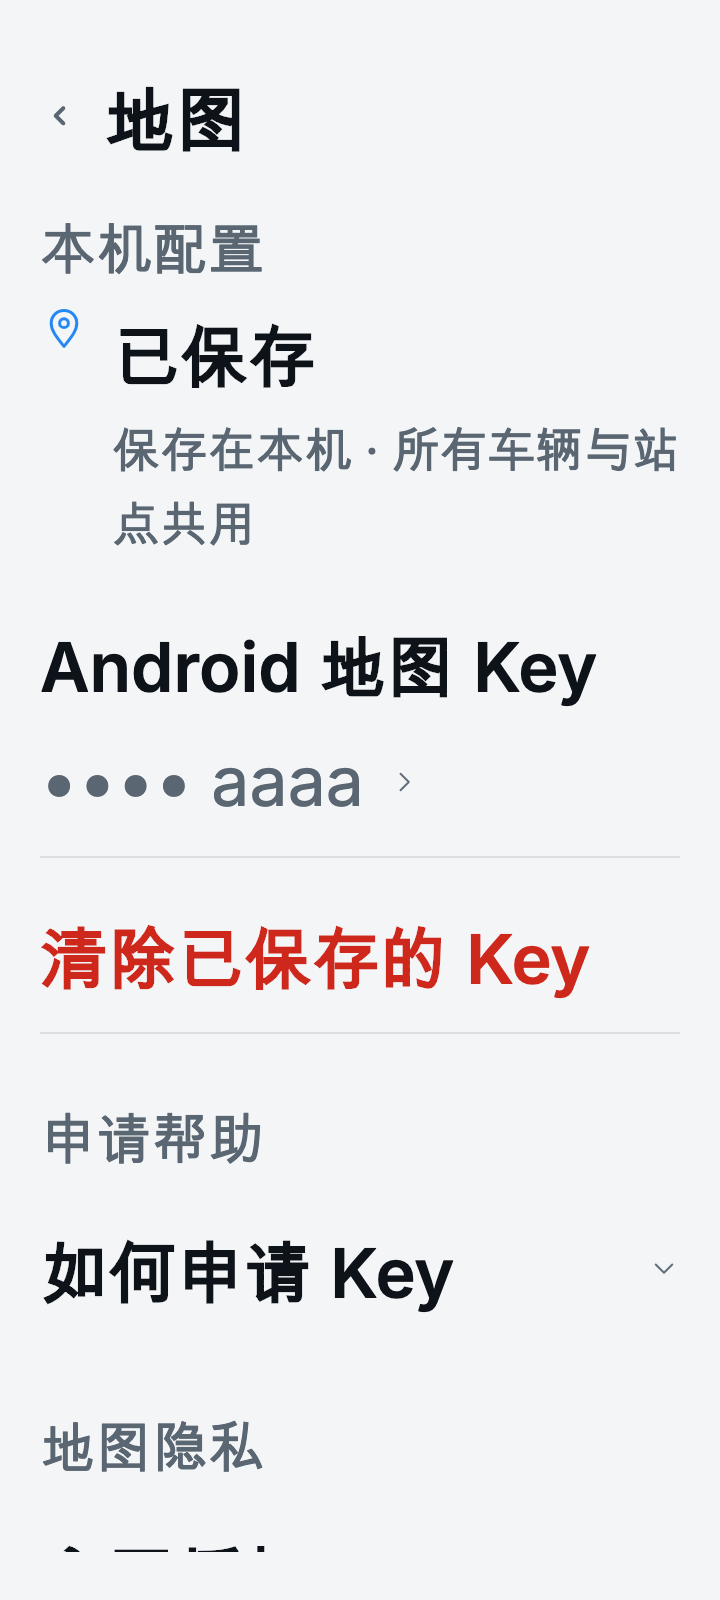 地图
本机配置
已保存
保存在本机 · 所有车辆与站
点共用
Android 地图 Key
•••• aaaa
清除已保存的 Key
申请帮助
如何申请 Key
地图隐私